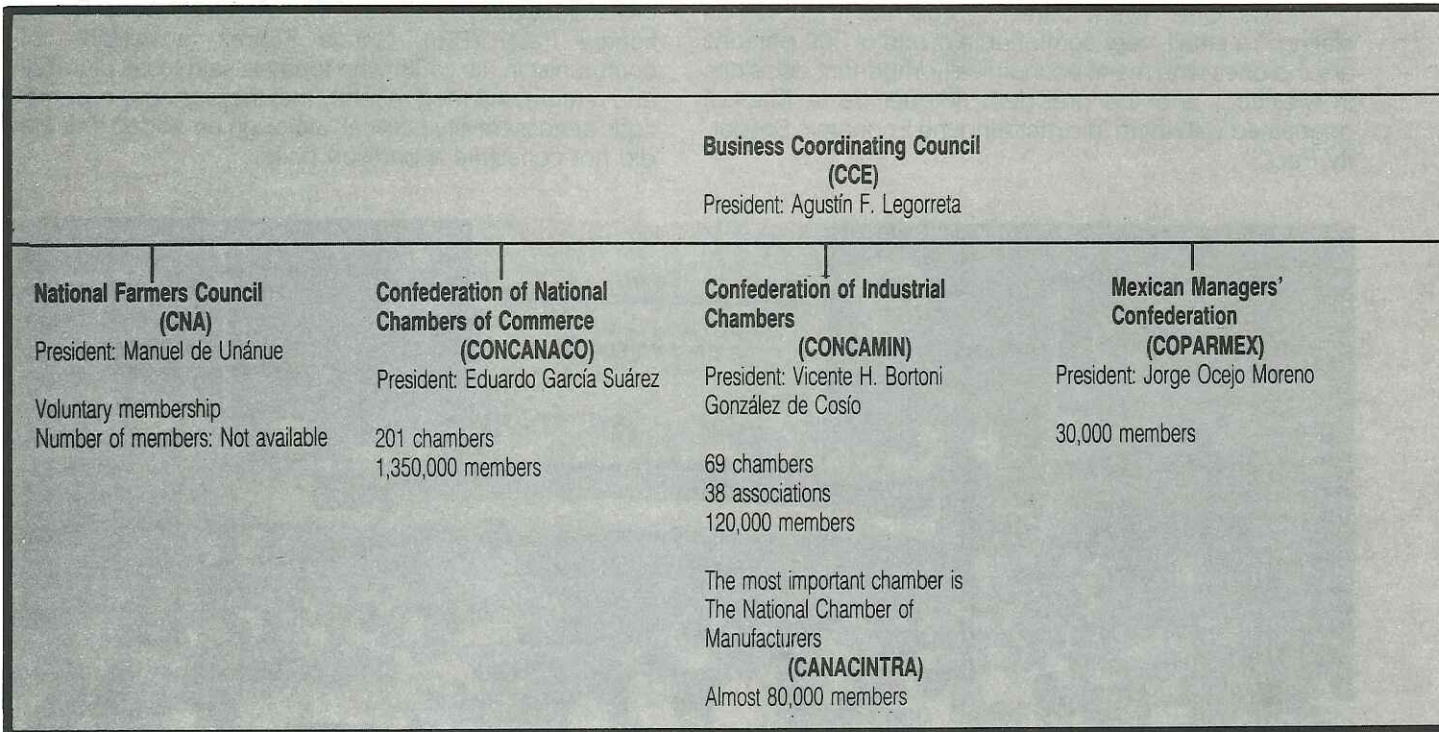 Business Coordinating Council
(CCE)
President: Agustín F. Legorreta
National Farmers Council
(CNA)
President: Manuel de Unánue
Voluntary membership
Number of members: Not available
Confederation of National
Chambers of Commerce
(CONCANACO)
President: Eduardo García Suárez
201 chambers
1,350,000 members
Confederation of Industrial
Chambers
(CONCAMIN)
President: Vicente H. Bortoni
González de Cosío
69 chambers
38 associations
120,000 members
The most important chamber is
The National Chamber of
Manufacturers
(CANACINTRA)
Almost 80,000 members
Mexican Managers'
Confederation
(COPARMEX)
President: Jorge Ocejo Moreno
30,000 members